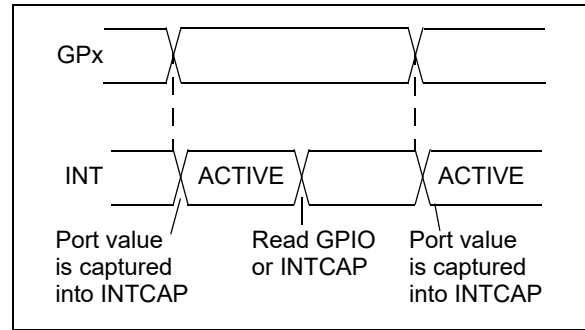 GPx
INT
ACTIVE
ACTIVE
Port value
is captured
into INTCAP
Read GPIO
or INTCAP
Port value
is captured
into INTCAP